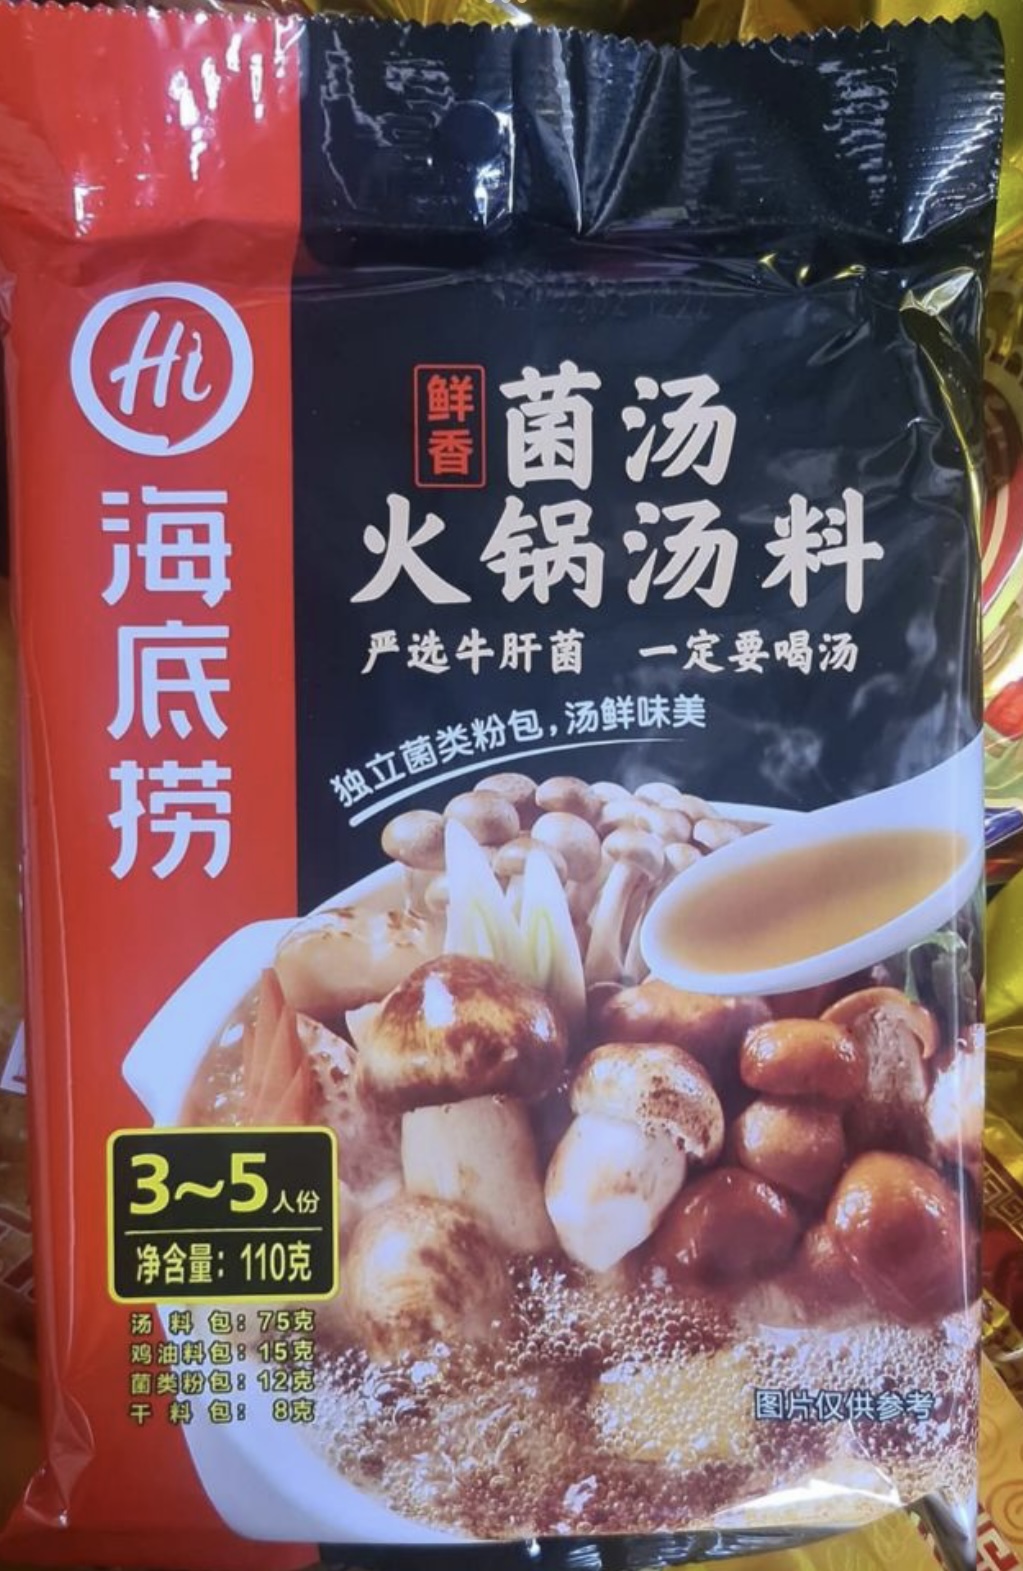 Hi
海底捞
鲜香
菌汤
火锅汤料
严选牛肝菌 一定要喝汤
独立菌类粉包,汤鲜味美
3~5人份
净含量:110克
汤料包:75克
鸡油料包:15克
菌类粉包:12克
干料包:8克
图片仅供参考